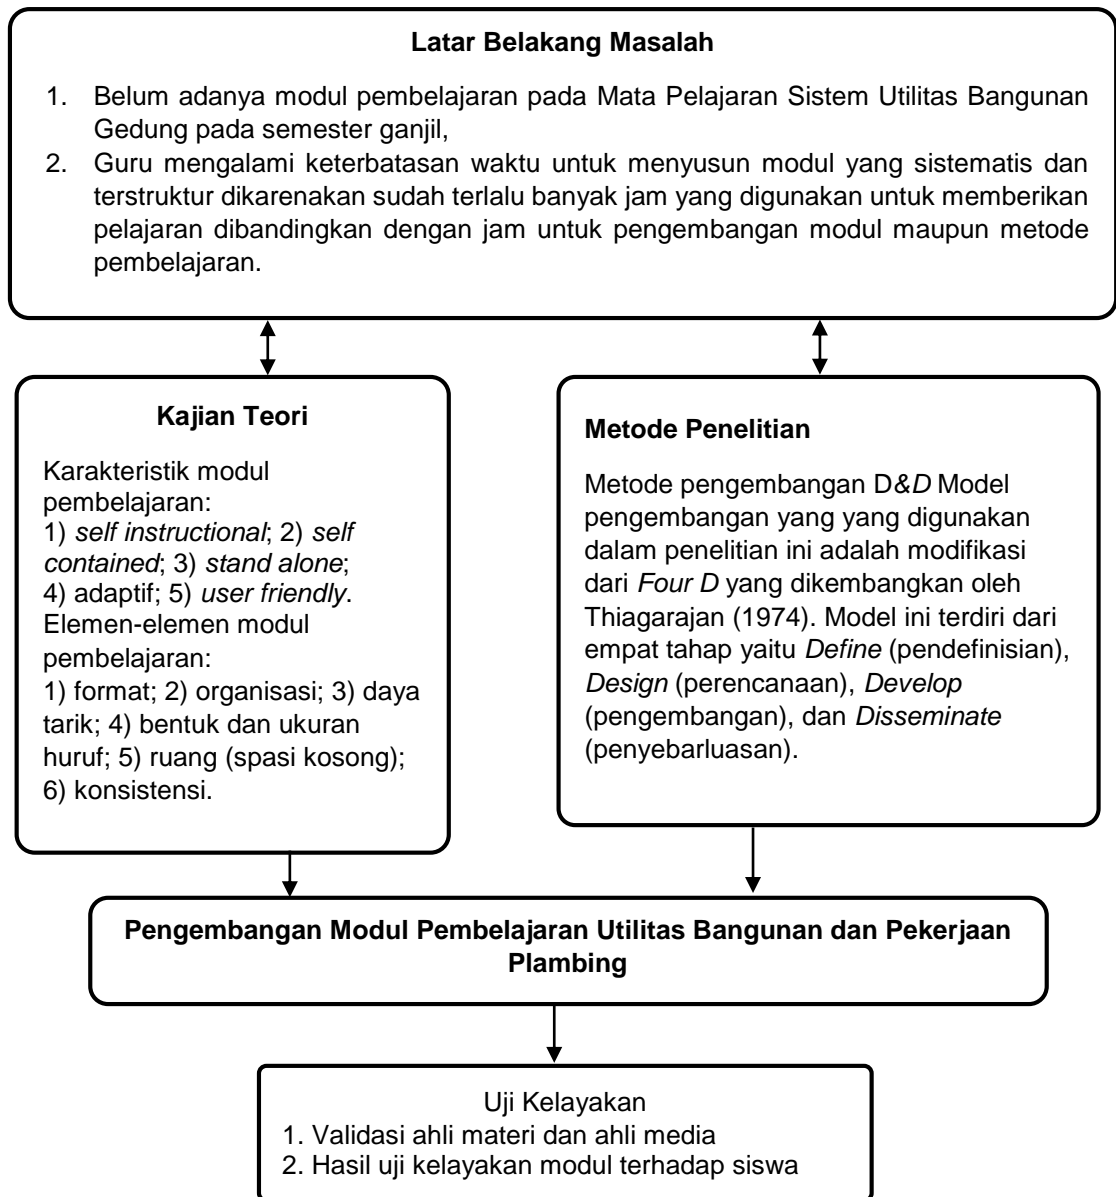 Latar Belakang Masalah
1. Belum adanya modul pembelajaran pada Mata Pelajaran Sistem Utilitas Bangunan
Gedung pada semester ganjil,
2. Guru mengalami keterbatasan waktu untuk menyusun modul yang sistematis dan
terstruktur dikarenakan sudah terlalu banyak jam yang digunakan untuk memberikan
pelajaran dibandingkan dengan jam untuk pengembangan modul maupun metode
pembelajaran.
Kajian Teori
Karakteristik modul
pembelajaran:
1) self instructional; 2) self
contained; 3) stand alone;
4) adaptif; 5) user friendly.
Elemen-elemen modul
pembelajaran:
1) format; 2) organisasi; 3) daya
tarik; 4) bentuk dan ukuran
huruf; 5) ruang (spasi kosong);
6) konsistensi.
Metode Penelitian
Metode pengembangan D&D Model
pengembangan yang yang digunakan
dalam penelitian ini adalah modifikasi
dari Four D yang dikembangkan oleh
Thiagarajan (1974). Model ini terdiri dari
empat tahap yaitu Define (pendefinisian),
Design (perencanaan), Develop
(pengembangan), dan Disseminate
(penyebarluasan).
Pengembangan Modul Pembelajaran Utilitas Bangunan dan Pekerjaan
Plambing
Uji Kelayakan
1. Validasi ahli materi dan ahli media
2. Hasil uji kelayakan modul terhadap siswa